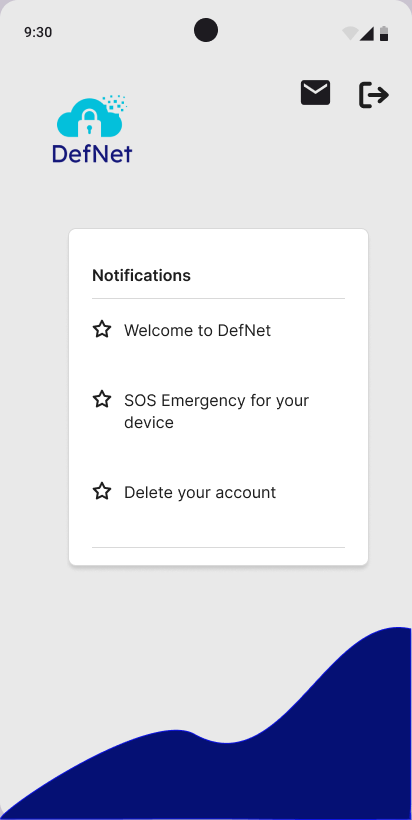 9:30
DefNet
Notifications
Welcome to DefNet
SOS Emergency for your
device
Delete your account